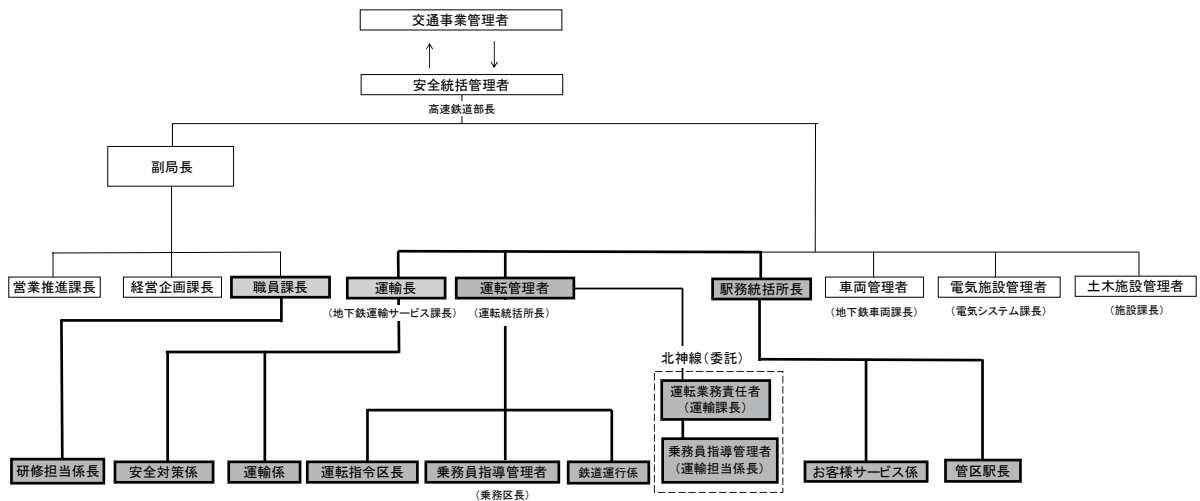 交通事業管理者
安全統括管理者
高速鉄道部長
副局長
営業推進課長
経営企画課長
職員課長
運輸長
(地下鉄運輸サービス課長)
運転管理者
(運転統括所長)
駅務統括所長
車両管理者
(地下鉄車両課長)
電気施設管理者
(電気システム課長)
土木施設管理者
(施設課長)
北神線(委託)
運転業務責任者
(運輸課長)
乗務員指導管理者
(運輸担当係長)
研修担当係長
安全対策係
運輸係
運転指令区長
乗務員指導管理者
(乗務区長)
鉄道運行係
お客様サービス係
管区駅長